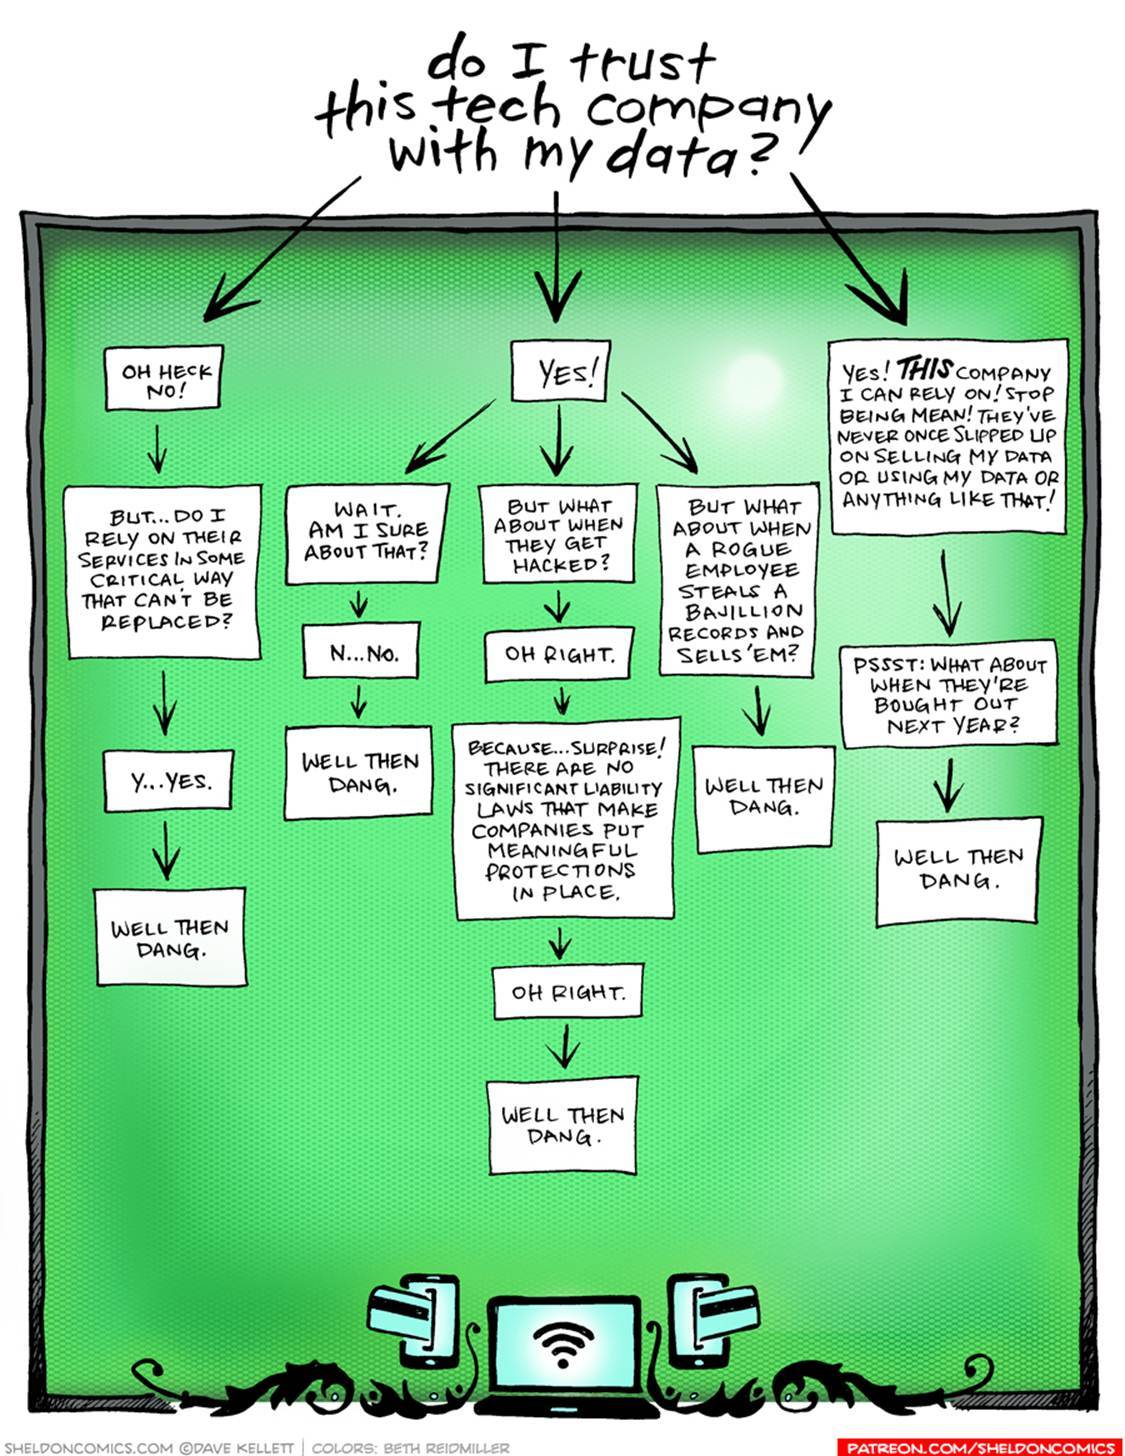 do I trust
this tech company
with my data?
OH HECK
NO!
BUT...DO I
RELY ON THEIR
SERVICES IN SOME
CRITICAL WAY
THAT CAN'T BE
REPLACED?
Y...YES.
WELL THEN
DANG.
YES!
WAIT.
AM I SURE
ABOUT THAT?
N...NO.
WELL THEN
DANG.
BUT WHAT
ABOUT WHEN
THEY GET
HACKED?
OH RIGHT.
BECAUSE...SURPRISE!
THERE ARE NO
SIGNIFICANT LIABILITY
LAWS THAT MAKE
COMPANIES PUT
MEANINGFUL
PROTECTIONS
IN PLACE.
OH RIGHT.
WELL THEN
DANG.
BUT WHAT
ABOUT WHEN
A ROGUE
EMPLOYEE
STEALS A
BAJILLION
RECORDS AND
SELLS 'EM?
WELL THEN
DANG.
YES! THIS COMPANY
I CAN RELY ON! STOP
BEING MEAN! THEY'VE
NEVER ONCE SLIPPED UP
ON SELLING MY DATA
OR USING MY DATA OR
ANYTHING LIKE THAT!
PSSST: WHAT ABOUT
WHEN THEY'RE
BOUGHT OUT
NEXT YEAR?
WELL THEN
DANG.
SHELDONCOMICS.COM ©DAVE KELLETT | COLORS: BETH REIDMILLER
PATREON.COM/SHELDONCOMICS